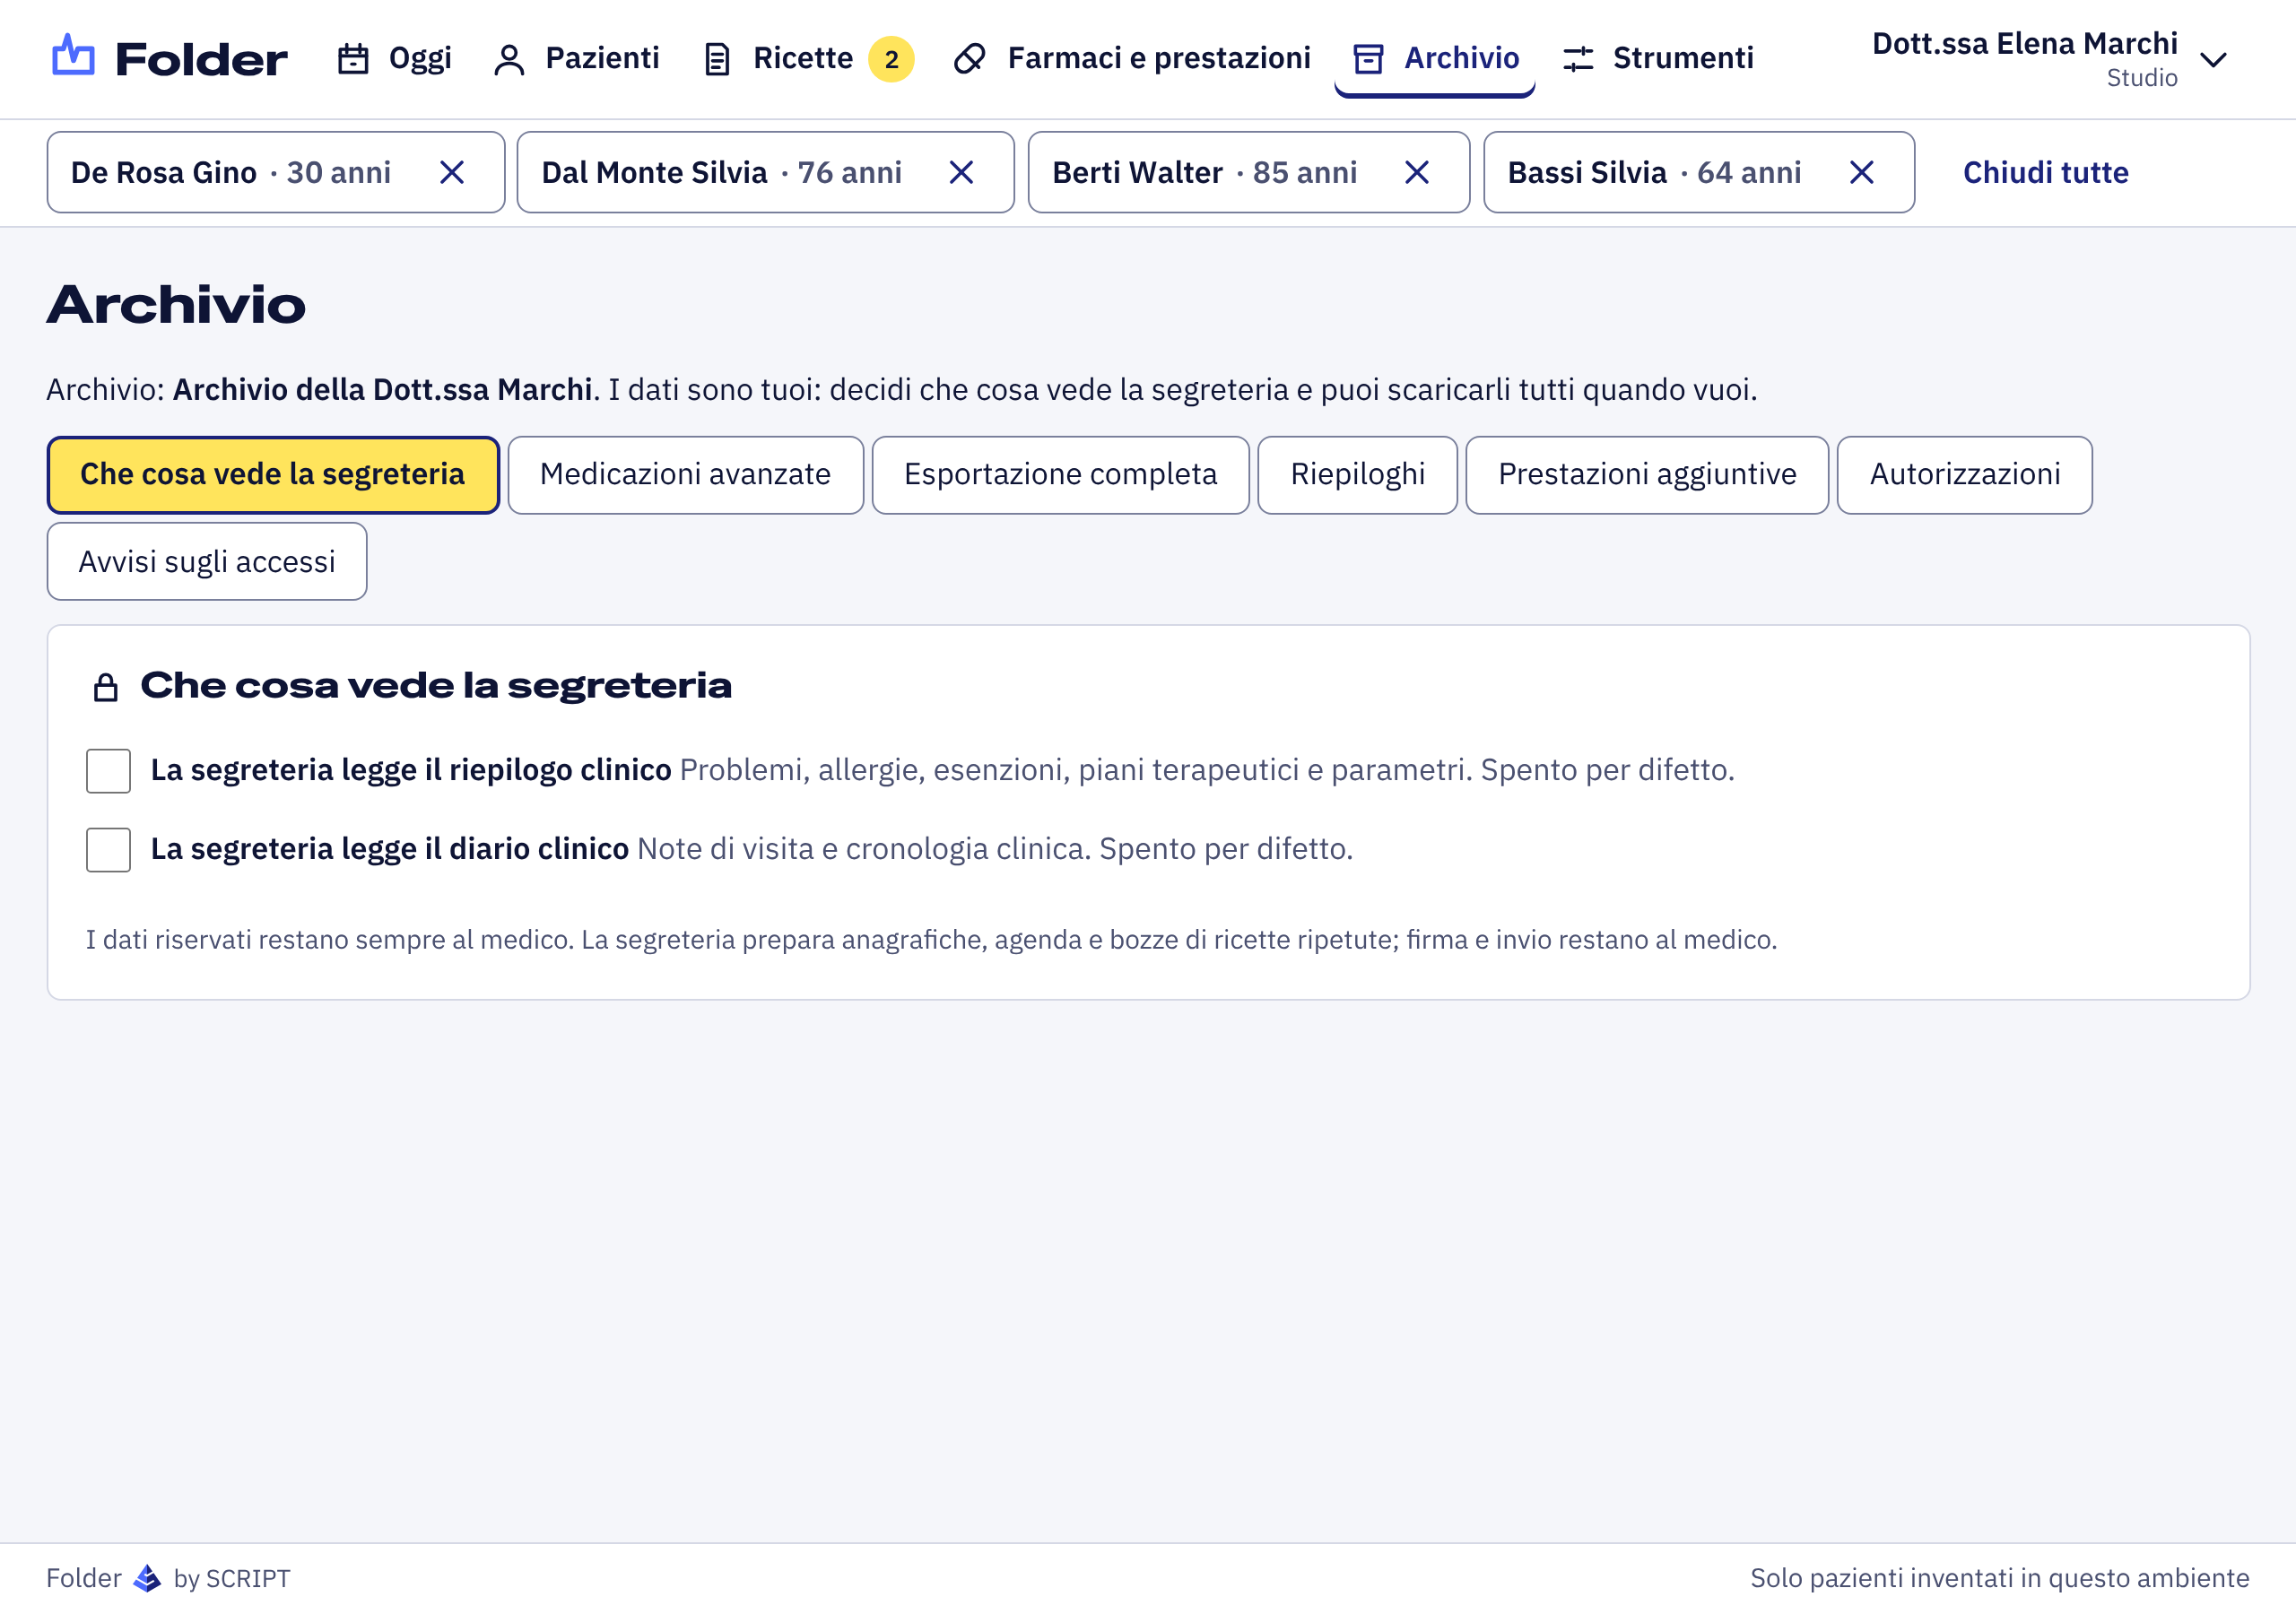 Folder Oggi Pazienti Ricette 2 Farmaci e prestazioni Archivio Strumenti Dott.ssa Elena Marchi
Studio
De Rosa Gino · 30 anni Dal Monte Silvia · 76 anni Berti Walter · 85 anni Bassi Silvia · 64 anni Chiudi tutte
Archivio
Archivio: Archivio della Dott.ssa Marchi. I dati sono tuoi: decidi che cosa vede la segreteria e puoi scaricarli tutti quando vuoi.
Che cosa vede la segreteria Medicazioni avanzate Esportazione completa Riepiloghi Prestazioni aggiuntive Autorizzazioni
Avvisi sugli accessi
Che cosa vede la segreteria
La segreteria legge il riepilogo clinico Problemi, allergie, esenzioni, piani terapeutici e parametri. Spento per difetto.
La segreteria legge il diario clinico Note di visita e cronologia clinica. Spento per difetto.
I dati riservati restano sempre al medico. La segreteria prepara anagrafiche, agenda e bozze di ricette ripetute; firma e invio restano al medico.
Folder by SCRIPT Solo pazienti inventati in questo ambiente